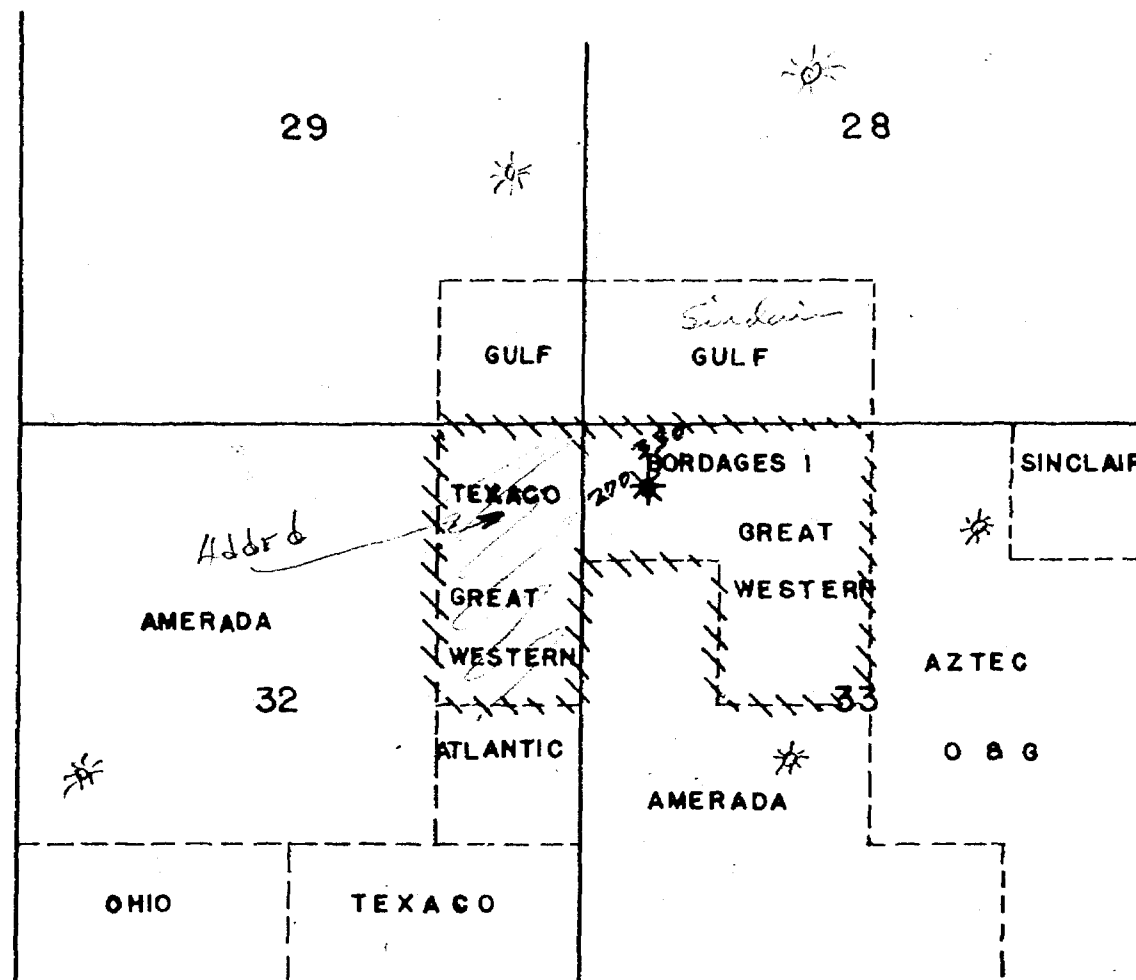 29
28
Sinclair
GULF
GULF
BORDAGES 1
SINCLAIR
TEXACO
GREAT
Added
WESTERN
GREAT
AMERADA
WESTERN
AZTEC
32
33
ATLANTIC
O & G
AMERADA
OHIO
TEXACO